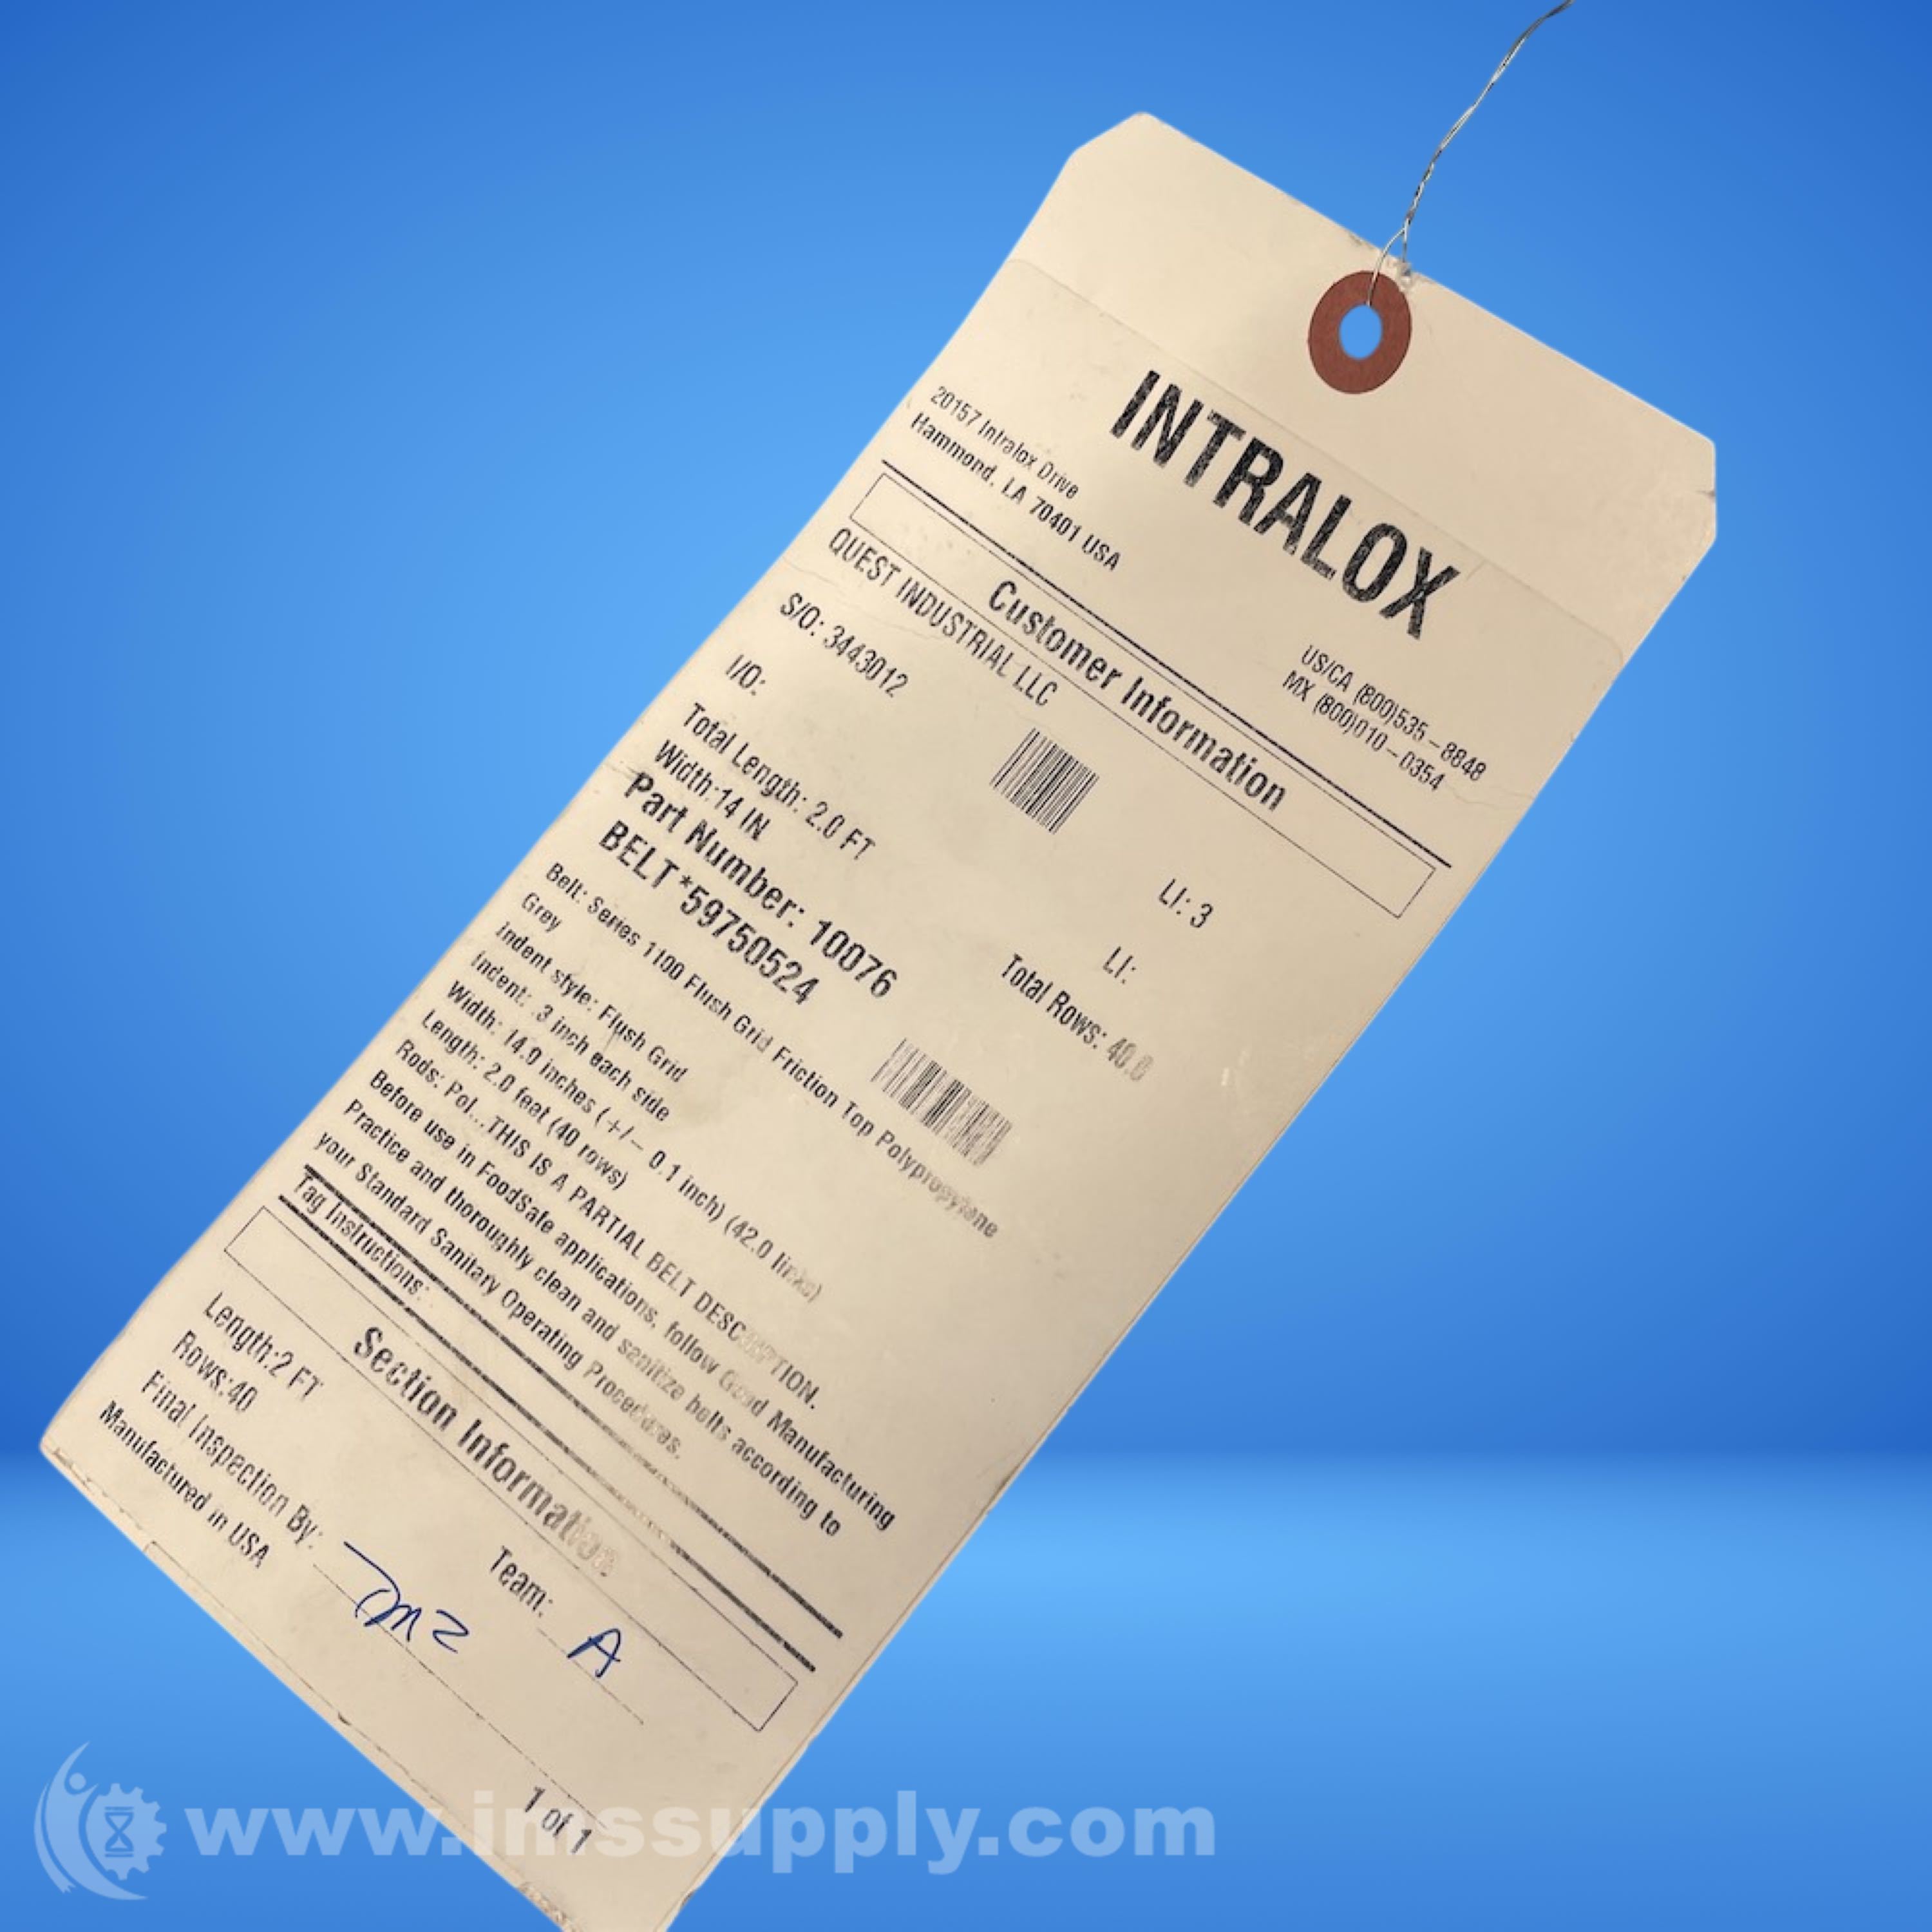 INTRALOX
20157 Intralox Drive
Hammond, LA 70401 USA
US/CA (800)535-8848
MX (800)010-0354
Customer Information
QUEST INDUSTRIAL LLC
S/O: 3443012
LI: 3
I/O:
LI:
Total Length: 2.0 FT
Total Rows: 40.0
Width:14 IN
Part Number: 10076
BELT*59750524
Belt: Series 1100 Flush Grid Friction Top Polypropylene
Grey
Indent style: Flush Grid
Indent: .3 inch each side
Width: 14.0 inches (+/- 0.1 inch) (42.0 links)
Length: 2.0 feet (40 rows)
Rods: Pol...THIS IS A PARTIAL BELT DESCRIPTION.
Before use in FoodSafe applications, follow Good Manufacturing
Practice and thoroughly clean and sanitize belts according to
your Standard Sanitary Operating Procedures.
Tag Instructions:
Section Information
Length:2 FT
Rows:40
Team: A
Final Inspection By:
Manufactured in USA
1 of 1
www.imssupply.com